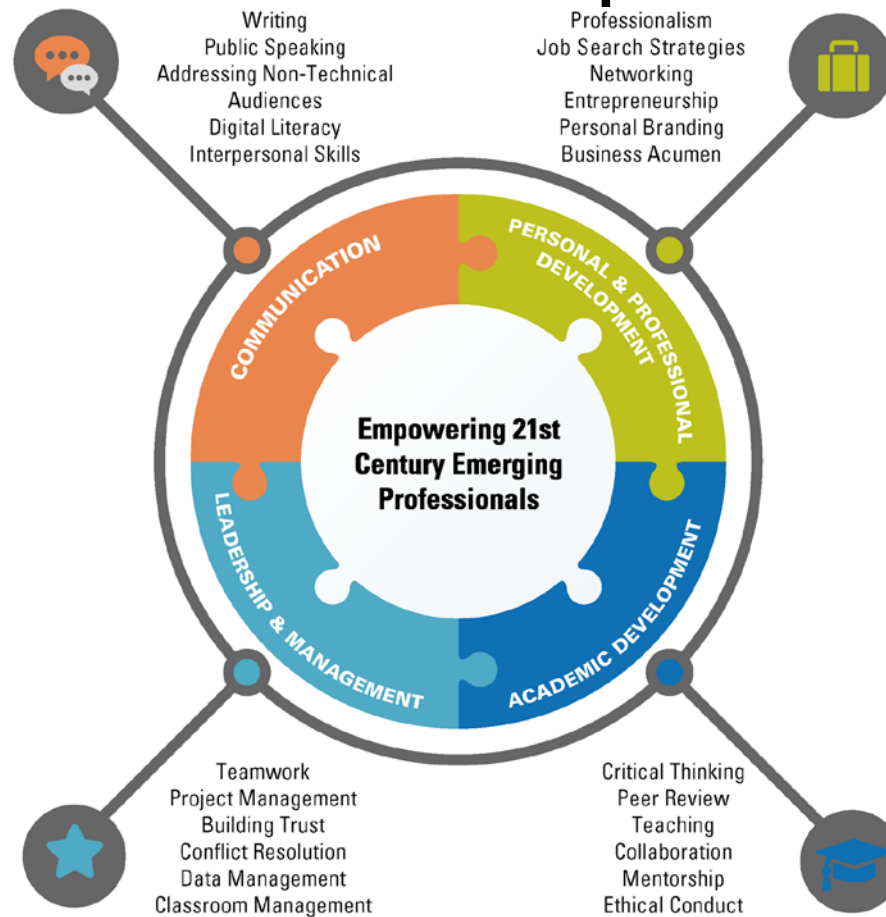 Writing
Public Speaking
Addressing Non-Technical
Audiences
Digital Literacy
Interpersonal Skills
Professionalism
Job Search Strategies
Networking
Entrepreneurship
Personal Branding
Business Acumen
COMMUNICATION
PERSONAL & PROFESSIONAL
DEVELOPMENT
Empowering 21st
Century Emerging
Professionals
LEADERSHIP & MANAGEMENT
ACADEMIC DEVELOPMENT
Teamwork
Project Management
Building Trust
Conflict Resolution
Data Management
Classroom Management
Critical Thinking
Peer Review
Teaching
Collaboration
Mentorship
Ethical Conduct